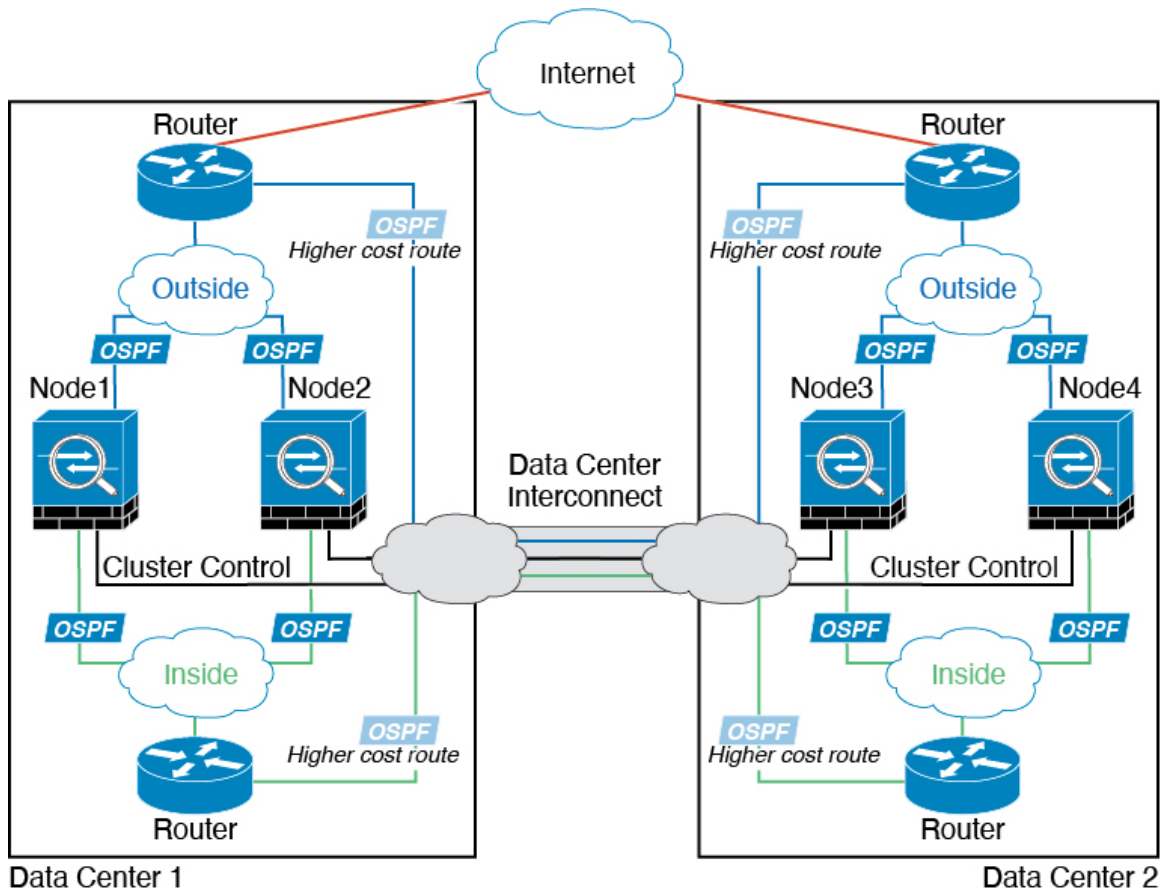 Internet
Router
Router
OSPF
Higher cost route
OSPF
Higher cost route
Outside
Outside
OSPF
OSPF
OSPF
OSPF
Node1
Node2
Node3
Node4
Data Center
Interconnect
Cluster Control
Cluster Control
OSPF
OSPF
OSPF
OSPF
Inside
Inside
OSPF
Higher cost route
OSPF
Higher cost route
Router
Router
Data Center 1
Data Center 2